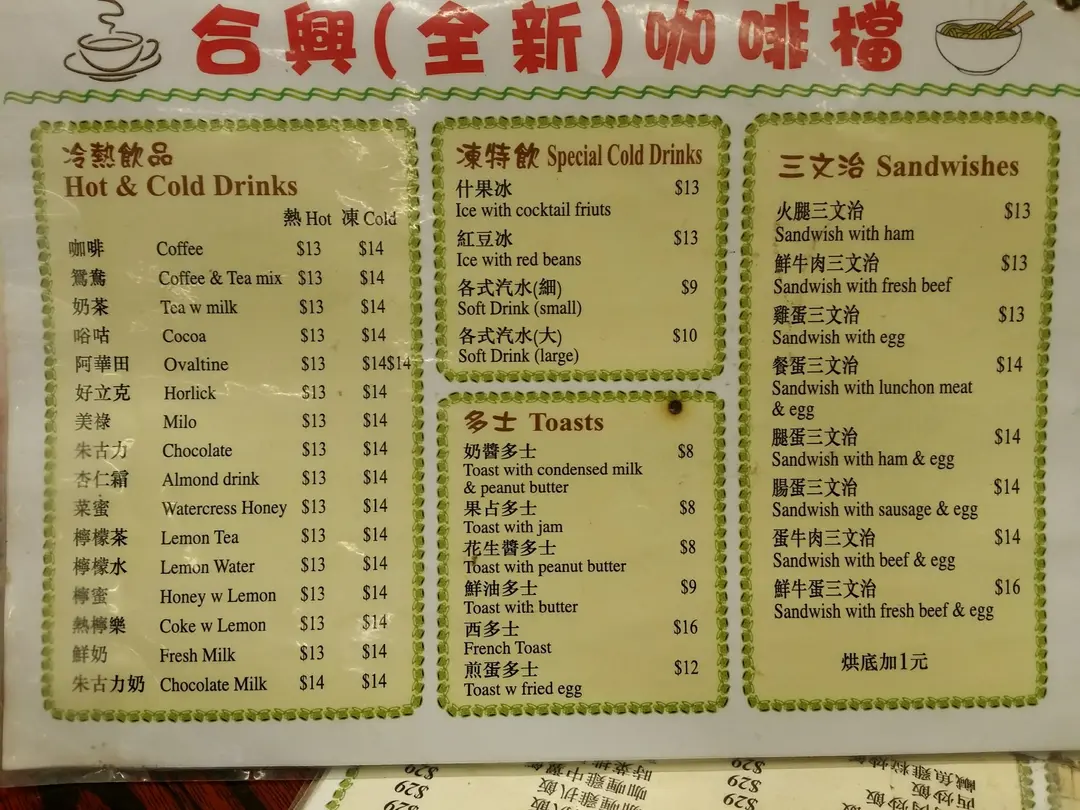 合興(全新)咖啡檔
冷熱飲品
Hot & Cold Drinks
熱 Hot 凍 Cold
咖啡 Coffee $13 $14
鴛鴦 Coffee & Tea mix $13 $14
奶茶 Tea w milk $13 $14
唂咕 Cocoa $13 $14
阿華田 Ovaltine $13 $14$14
好立克 Horlick $13 $14
美祿 Milo $13 $14
朱古力 Chocolate $13 $14
杏仁霜 Almond drink $13 $14
菜蜜 Watercress Honey $13 $14
檸檬茶 Lemon Tea $13 $14
檸檬水 Lemon Water $13 $14
檸蜜 Honey w Lemon $13 $14
熱檸樂 Coke w Lemon $13 $14
鮮奶 Fresh Milk $13 $14
朱古力奶 Chocolate Milk $14 $14
凍特飲 Special Cold Drinks
什果冰 $13
Ice with cocktail friuts
紅豆冰 $13
Ice with red beans
各式汽水(細) $9
Soft Drink (small)
各式汽水(大) $10
Soft Drink (large)
多士 Toasts
奶醬多士 $8
Toast with condensed milk
& peanut butter
果占多士 $8
Toast with jam
花生醬多士 $8
Toast with peanut butter
鮮油多士 $9
Toast with butter
西多士 $16
French Toast
煎蛋多士 $12
Toast w fried egg
三文治 Sandwishes
火腿三文治 $13
Sandwish with ham
鮮牛肉三文治 $13
Sandwish with fresh beef
雞蛋三文治 $13
Sandwish with egg
餐蛋三文治 $14
Sandwish with lunchon meat
& egg
腿蛋三文治 $14
Sandwish with ham & egg
腸蛋三文治 $14
Sandwish with sausage & egg
蛋牛肉三文治 $14
Sandwish with beef & egg
鮮牛蛋三文治 $16
Sandwish with fresh beef & egg
烘底加1元
$29
$29
$29
$29